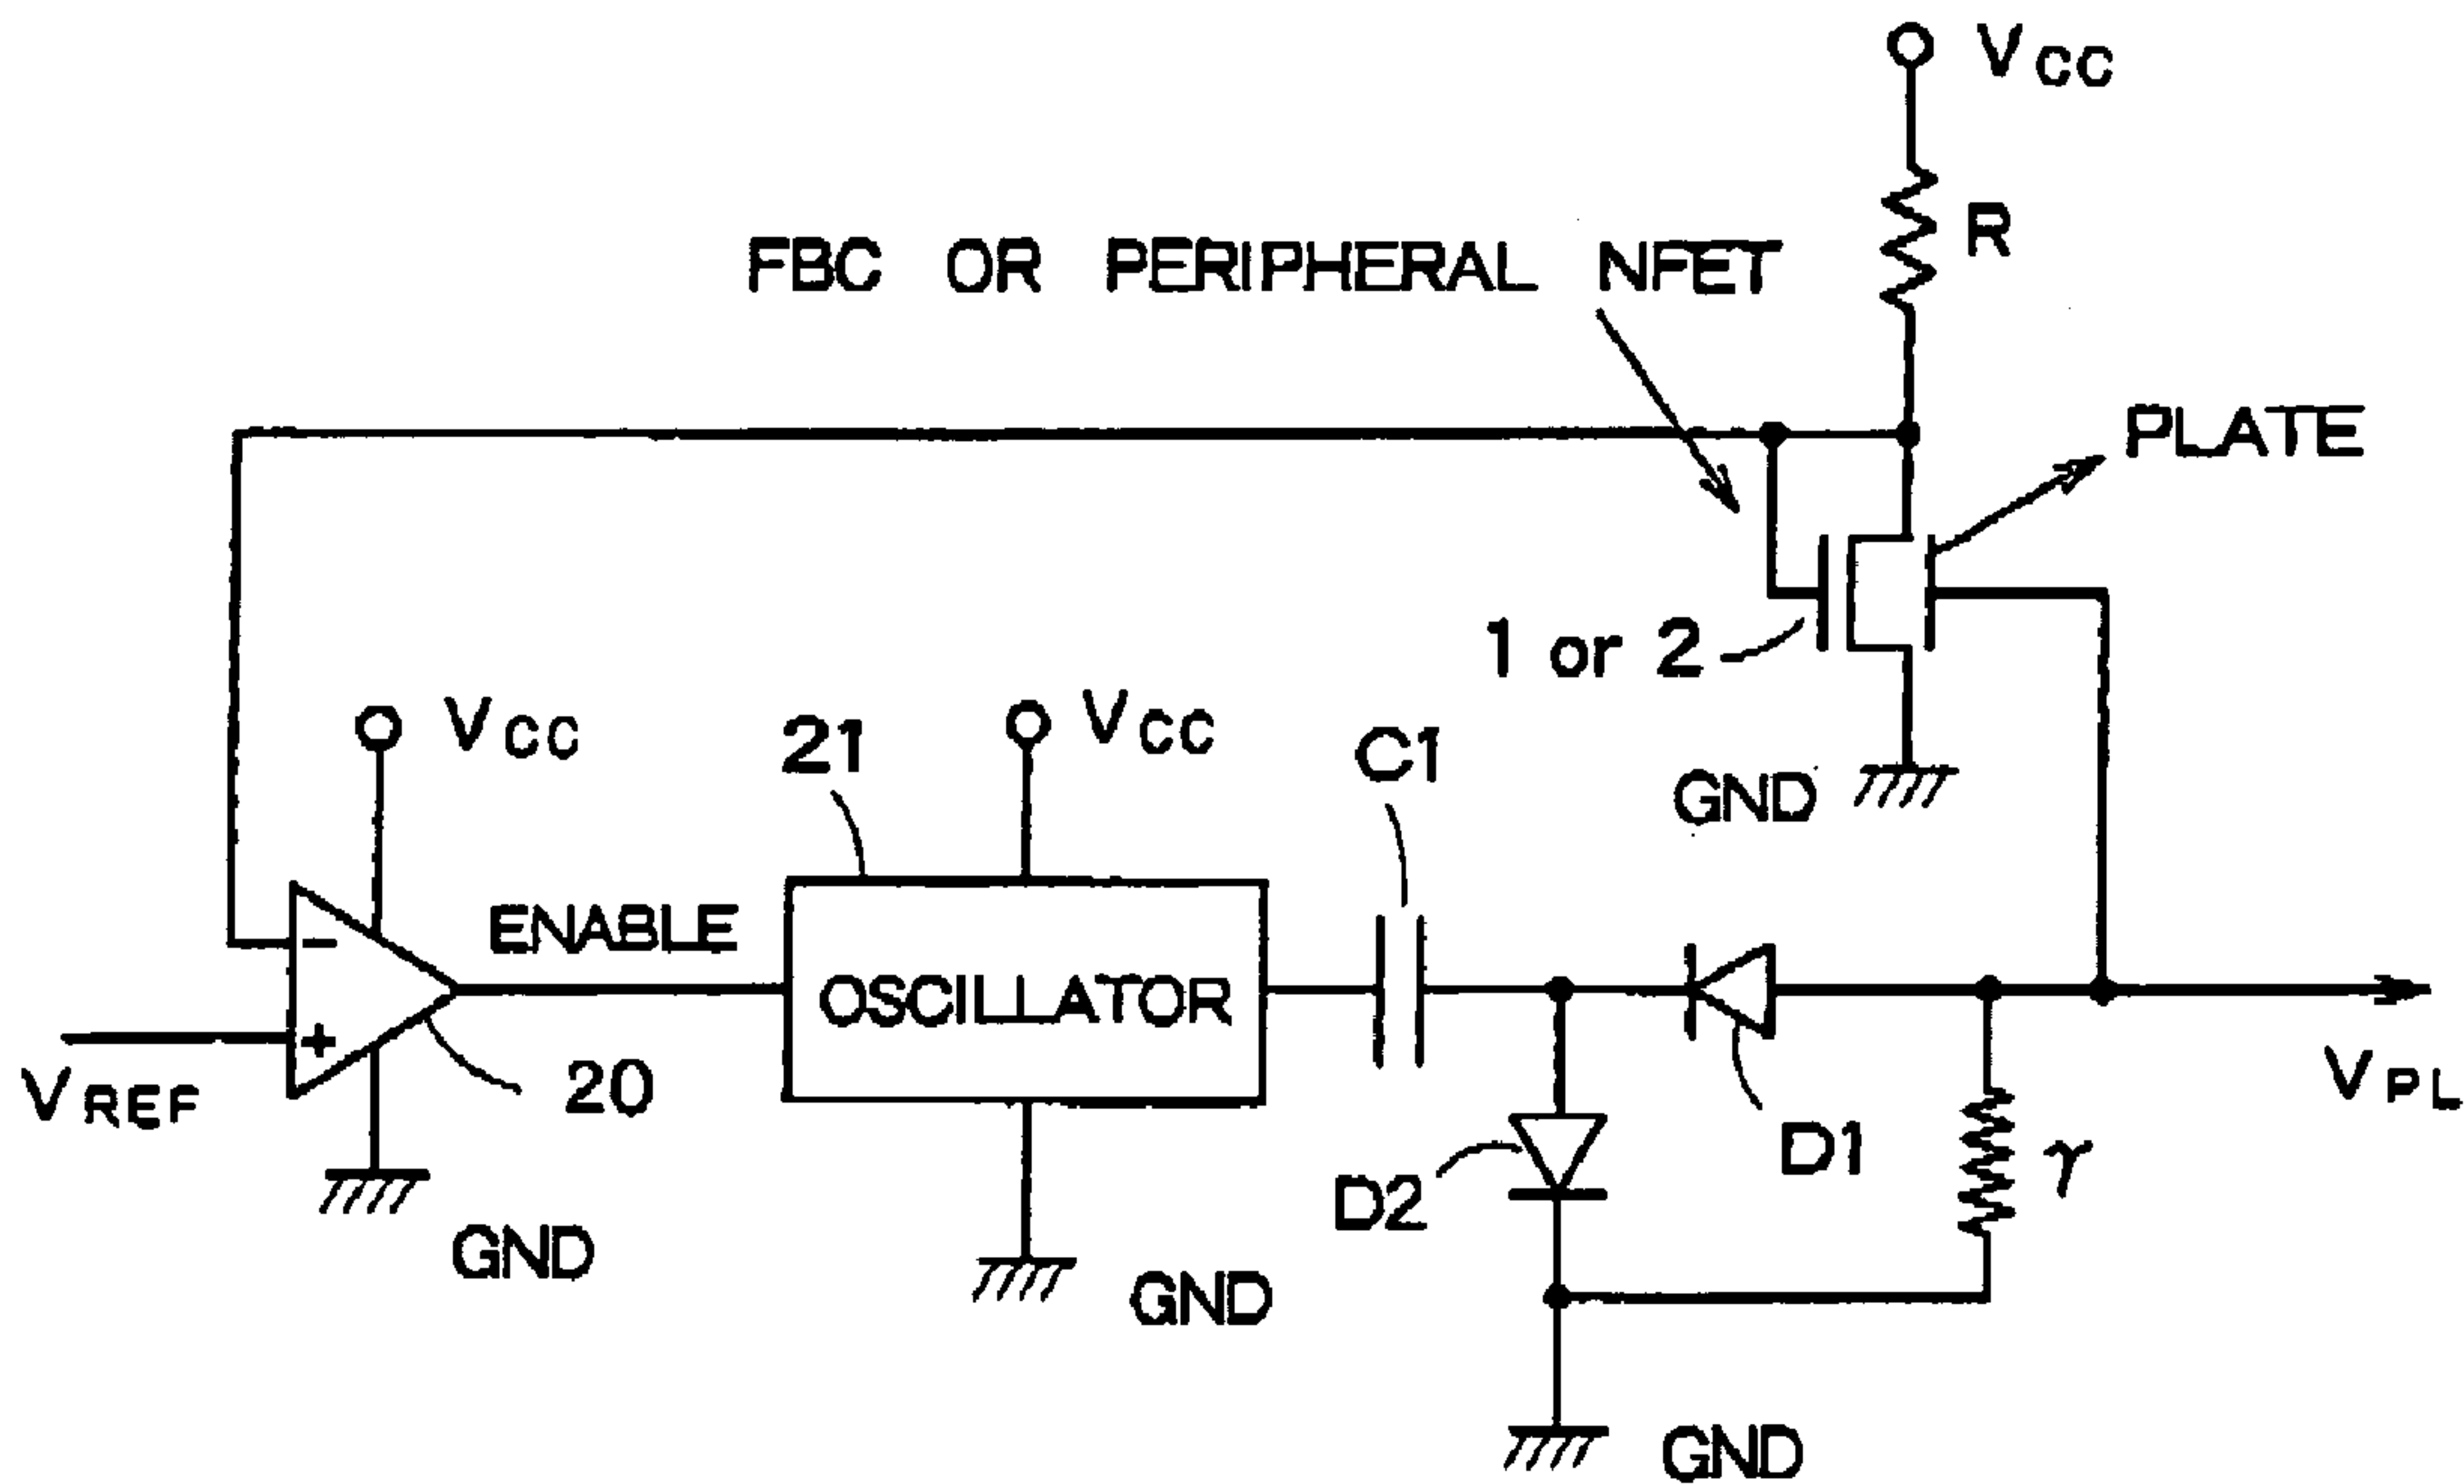 VCC
R
FBC OR PERIPHERAL NFET
PLATE
1 or 2
GND
VCC
21
VCC
C1
ENABLE
OSCILLATOR
−
+
VREF
20
GND
GND
D2
D1
γ
VPL
GND